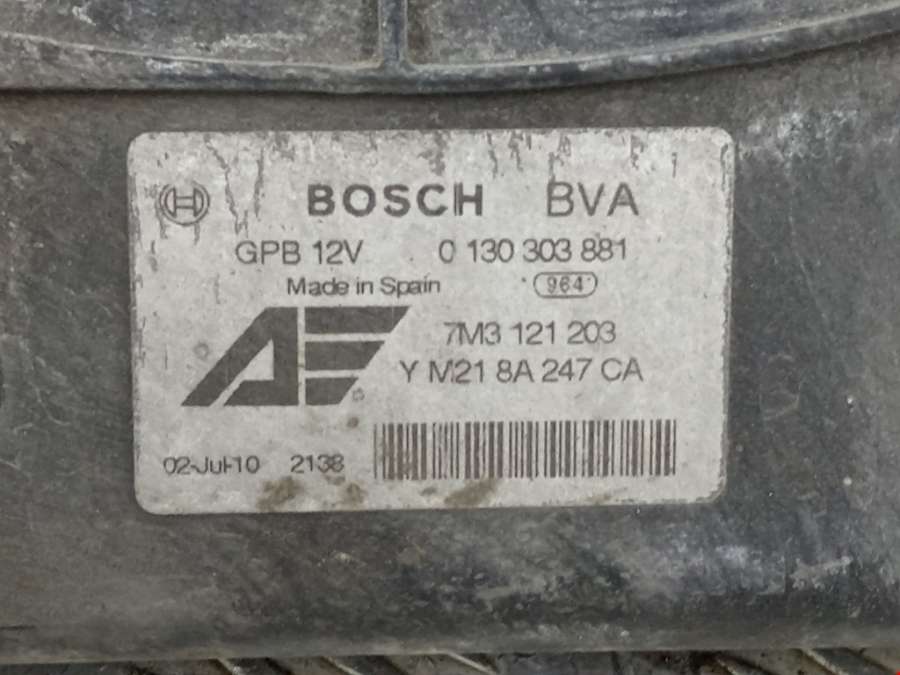 BOSCH BVA
GPB 12V 0 130 303 881
Made in Spain 964
AE
7M3 121 203
Y M21 8A 247 CA
02-Jul-10 2138